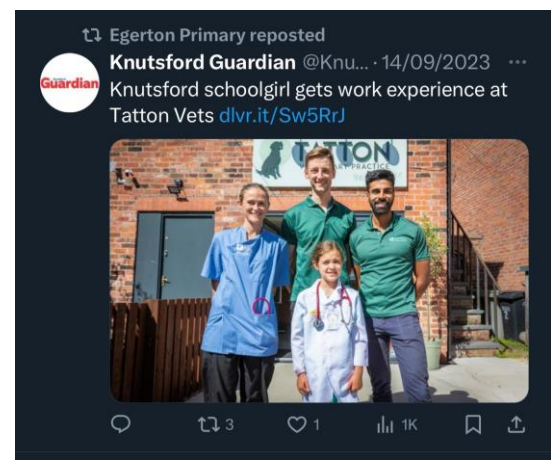 Egerton Primary reposted
Knutsford Guardian @Knu... · 14/09/2023
Guardian
Knutsford schoolgirl gets work experience at
Tatton Vets dlvr.it/Sw5RrJ
TATTON
3 1 1K